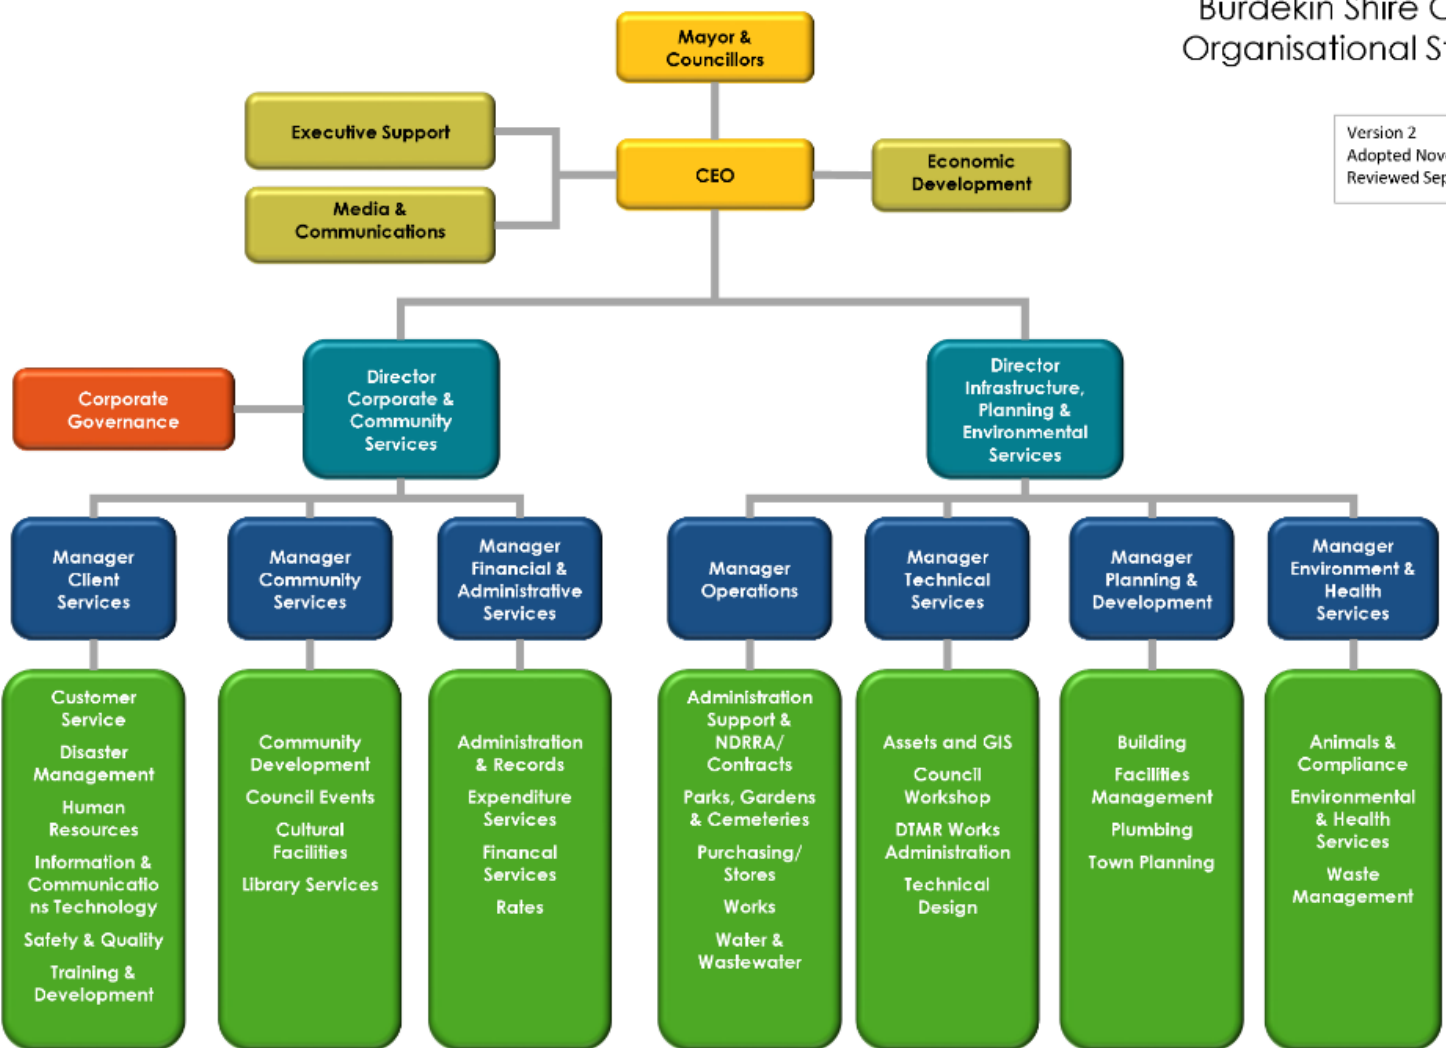 Burdekin Shire
Organisational
Version 2
Adopted
Reviewed
Mayor &
Councillors
Executive Support
Media &
Communications
CEO
Economic
Development
Corporate
Governance
Director
Corporate &
Community
Services
Director
Infrastructure,
Planning &
Environmental
Services
Manager
Client
Services
Manager
Community
Services
Manager
Financial &
Administrative
Services
Manager
Operations
Manager
Technical
Services
Manager
Planning &
Development
Manager
Environment &
Health
Services
Customer
Service
Disaster
Management
Human
Resources
Information &
Communicatio
ns Technology
Safety & Quality
Training &
Development
Community
Development
Council Events
Cultural
Facilities
Library Services
Administration
& Records
Expenditure
Services
Financal
Services
Rates
Administration
Support &
NDRRA/
Contracts
Parks, Gardens
& Cemeteries
Purchasing/
Stores
Works
Water &
Wastewater
Assets and GIS
Council
Workshop
DTMR Works
Administration
Technical
Design
Building
Facilities
Management
Plumbing
Town Planning
Animals &
Compliance
Environmental
& Health
Services
Waste
Management